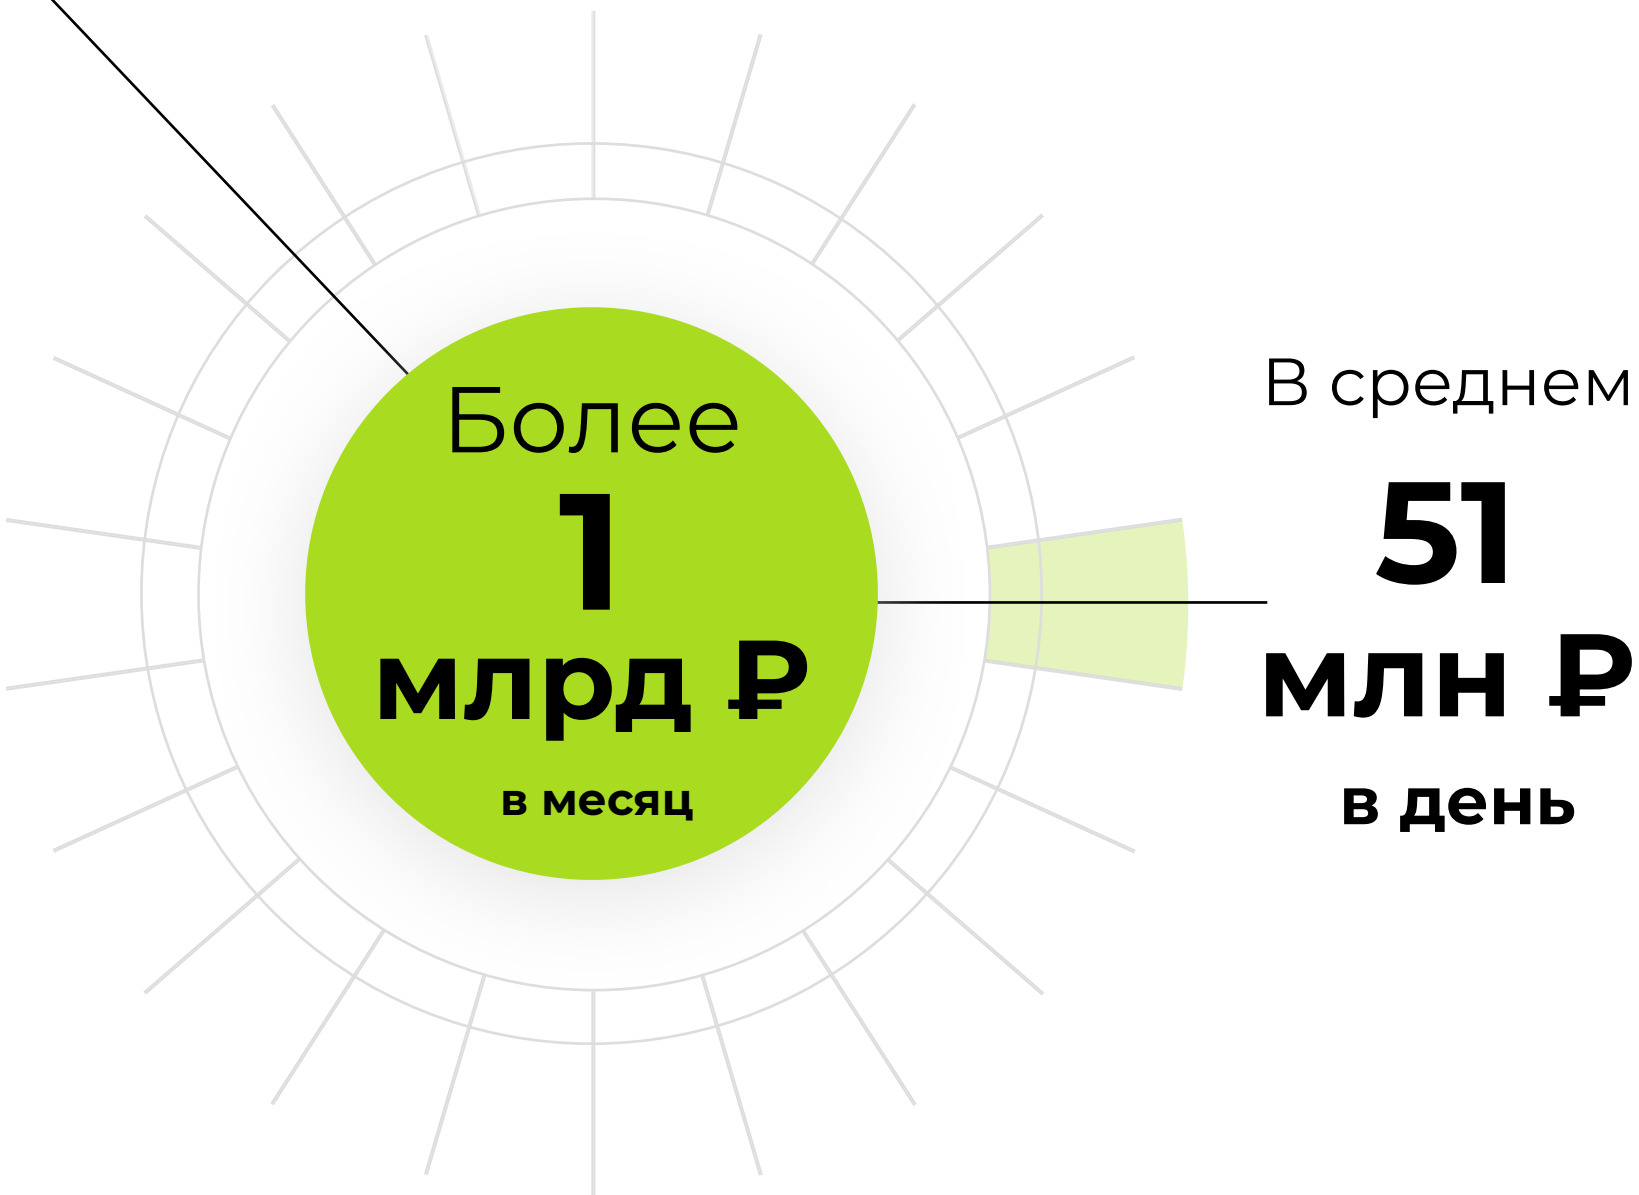 Более
1
млрд ₽
в месяц
В среднем
51
млн ₽
в день